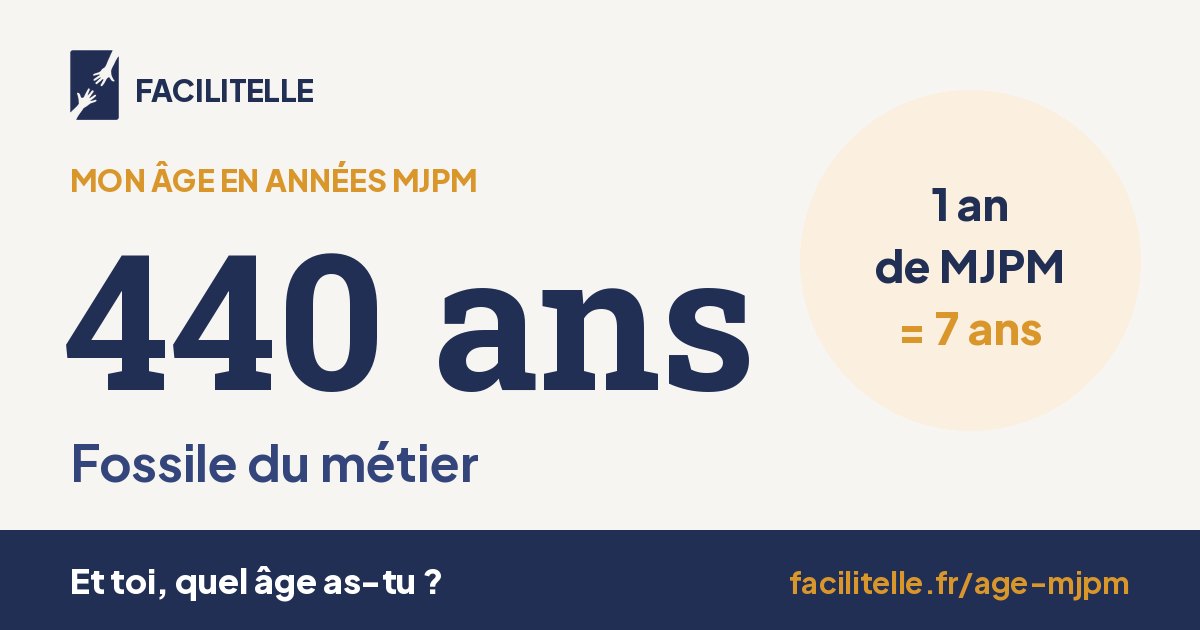 FACILITELLE
MON ÂGE EN ANNÉES MJPM
440 ans
Fossile du métier
1 an
de MJPM
= 7 ans
Et toi, quel âge as-tu ?
facilitelle.fr/age-mjpm